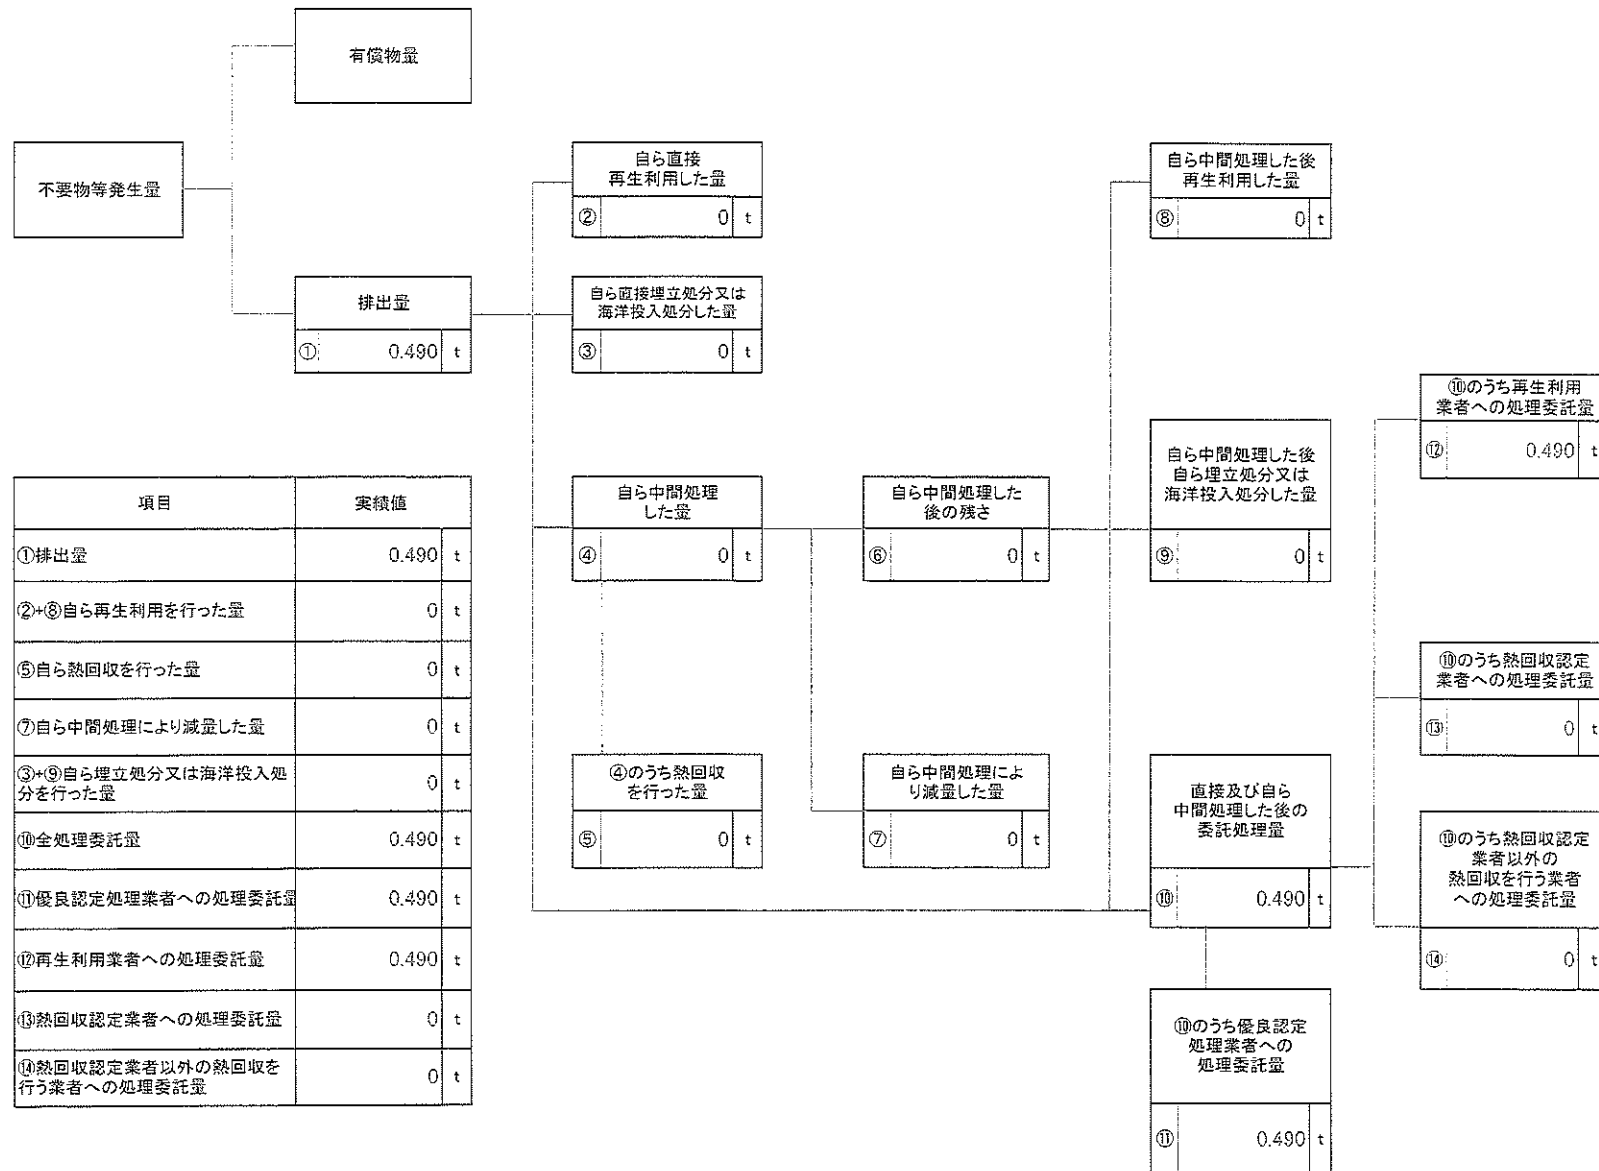 有償物量
不要物等発生量
排出量
① 0.490 t
自ら直接
再生利用した量
② 0 t
自ら直接埋立処分又は
海洋投入処分した量
③ 0 t
自ら中間処理
した量
④ 0 t
④のうち熱回収
を行った量
⑤ 0 t
自ら中間処理した
後の残さ
⑥ 0 t
自ら中間処理によ
り減量した量
⑦ 0 t
自ら中間処理した後
再生利用した量
⑧ 0 t
自ら中間処理した後
自ら埋立処分又は
海洋投入処分した量
⑨ 0 t
直接及び自ら
中間処理した後の
委託処理量
⑩ 0.490 t
⑩のうち優良認定
処理業者への
処理委託量
⑪ 0.490 t
⑩のうち再生利用
業者への処理委託量
⑫ 0.490 t
⑩のうち熱回収認定
業者への処理委託量
⑬ 0 t
⑩のうち熱回収認定
業者以外の
熱回収を行う業者
への処理委託量
⑭ 0 t
項目 実績値
①排出量 0.490 t
②+⑧自ら再生利用を行った量 0 t
⑤自ら熱回収を行った量 0 t
⑦自ら中間処理により減量した量 0 t
③+⑨自ら埋立処分又は海洋投入処
分を行った量 0 t
⑩全処理委託量 0.490 t
⑪優良認定処理業者への処理委託量 0.490 t
⑫再生利用業者への処理委託量 0.490 t
⑬熱回収認定業者への処理委託量 0 t
⑭熱回収認定業者以外の熱回収を
行う業者への処理委託量 0 t